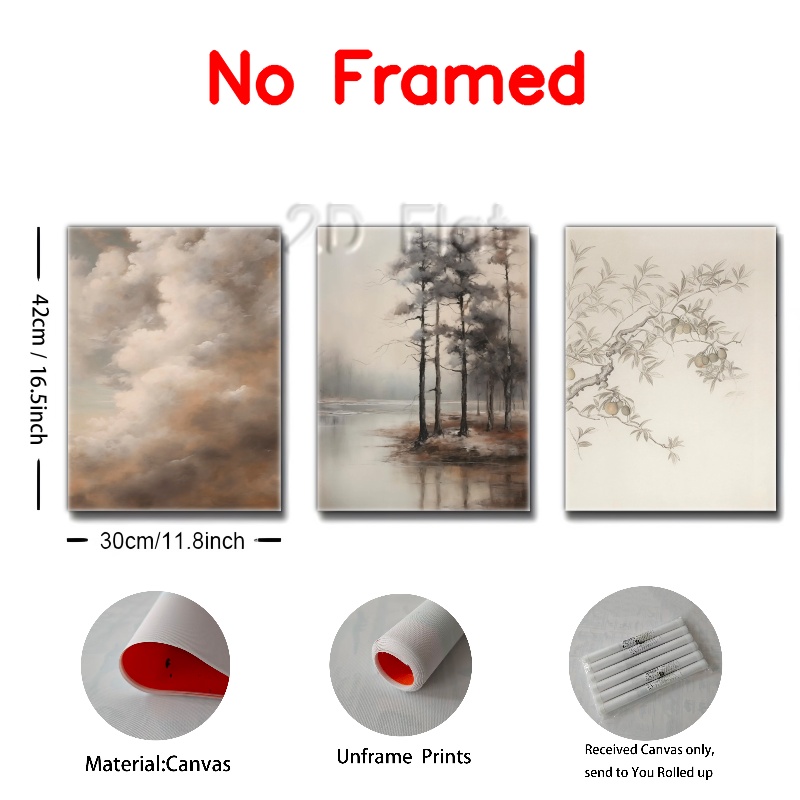 No Framed
2D Flat
42cm / 16.5inch
30cm/11.8inch
Material:Canvas
Unframe Prints
Received Canvas only,
send to You Rolled up